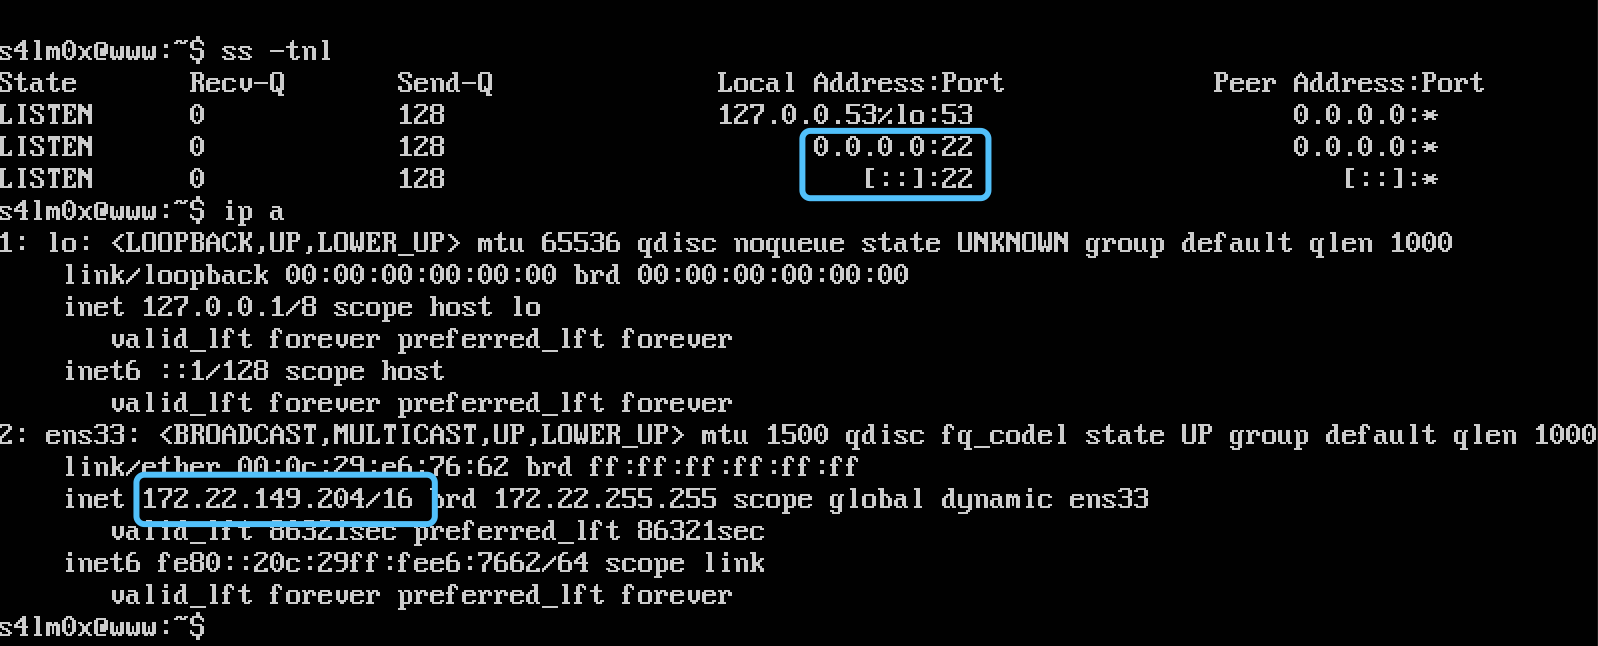 s4lm0x@www:~$ ss -tnl
State Recv-Q Send-Q Local Address:Port Peer Address:Port
LISTEN 0 128 127.0.0.53%lo:53 0.0.0.0:*
LISTEN 0 128 0.0.0.0:22 0.0.0.0:*
LISTEN 0 128 [::]:22 [::]:*
s4lm0x@www:~$ ip a
1: lo: <LOOPBACK,UP,LOWER_UP> mtu 65536 qdisc noqueue state UNKNOWN group default qlen 1000
link/loopback 00:00:00:00:00:00 brd 00:00:00:00:00:00
inet 127.0.0.1/8 scope host lo
valid_lft forever preferred_lft forever
inet6 ::1/128 scope host
valid_lft forever preferred_lft forever
2: ens33: <BROADCAST,MULTICAST,UP,LOWER_UP> mtu 1500 qdisc fq_codel state UP group default qlen 1000
link/ether 00:0c:29:e6:76:62 brd ff:ff:ff:ff:ff:ff
inet 172.22.149.204/16 brd 172.22.255.255 scope global dynamic ens33
valid_lft 86321sec preferred_lft 86321sec
inet6 fe80::20c:29ff:fee6:7662/64 scope link
valid_lft forever preferred_lft forever
s4lm0x@www:~$